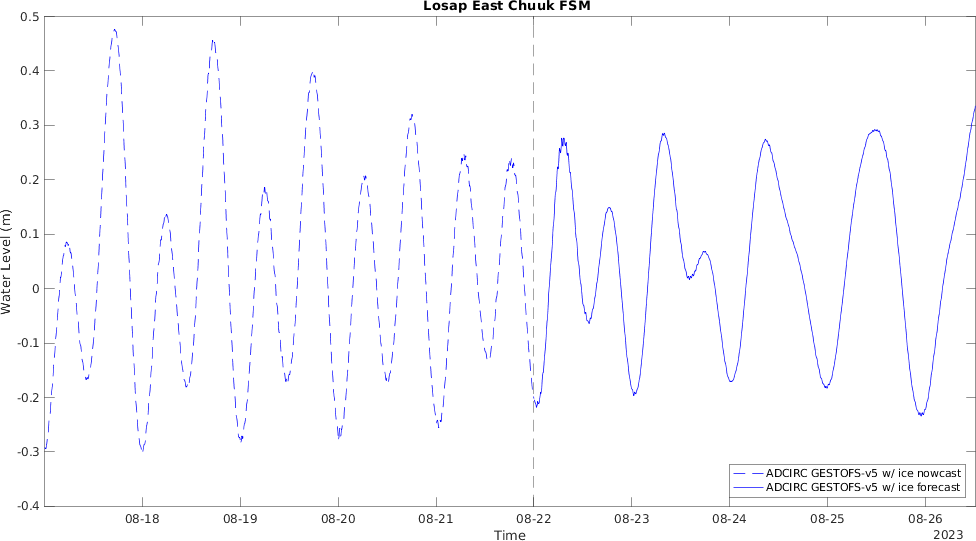 Losap East Chuuk FSM
0.5
0.4
0.3
0.2
0.1
0
-0.1
-0.2
-0.3
-0.4
Water Level (m)
08-18 08-19 08-20 08-21 08-22 08-23 08-24 08-25 08-26
Time
2023
ADCIRC GESTOFS-v5 w/ ice nowcast
ADCIRC GESTOFS-v5 w/ ice forecast